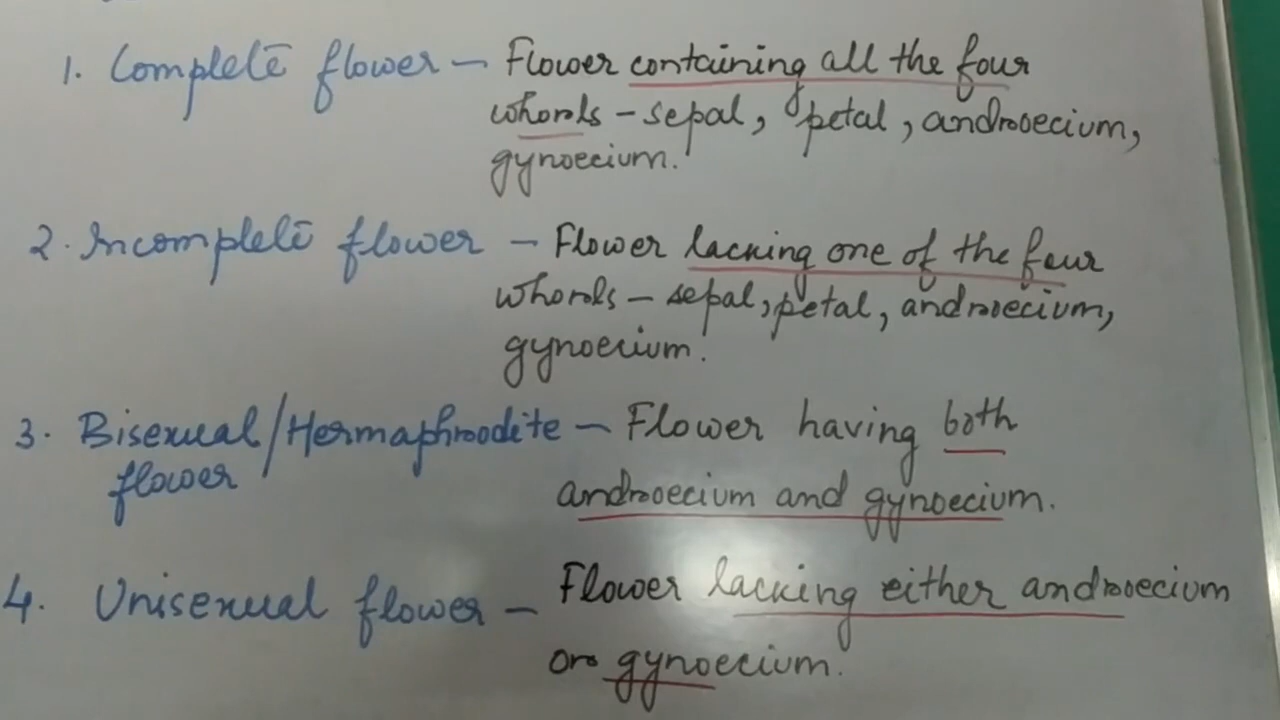 1. Complete flower – Flower containing all the four
whorls – sepal, petal, androecium,
gynoecium.
2. Incomplete flower – Flower lacking one of the four
whorls – sepal, petal, androecium,
gynoecium.
3. Bisexual/Hermaphrodite – Flower having both
flower androecium and gynoecium.
4. Unisexual flower – Flower lacking either androecium
or gynoecium.